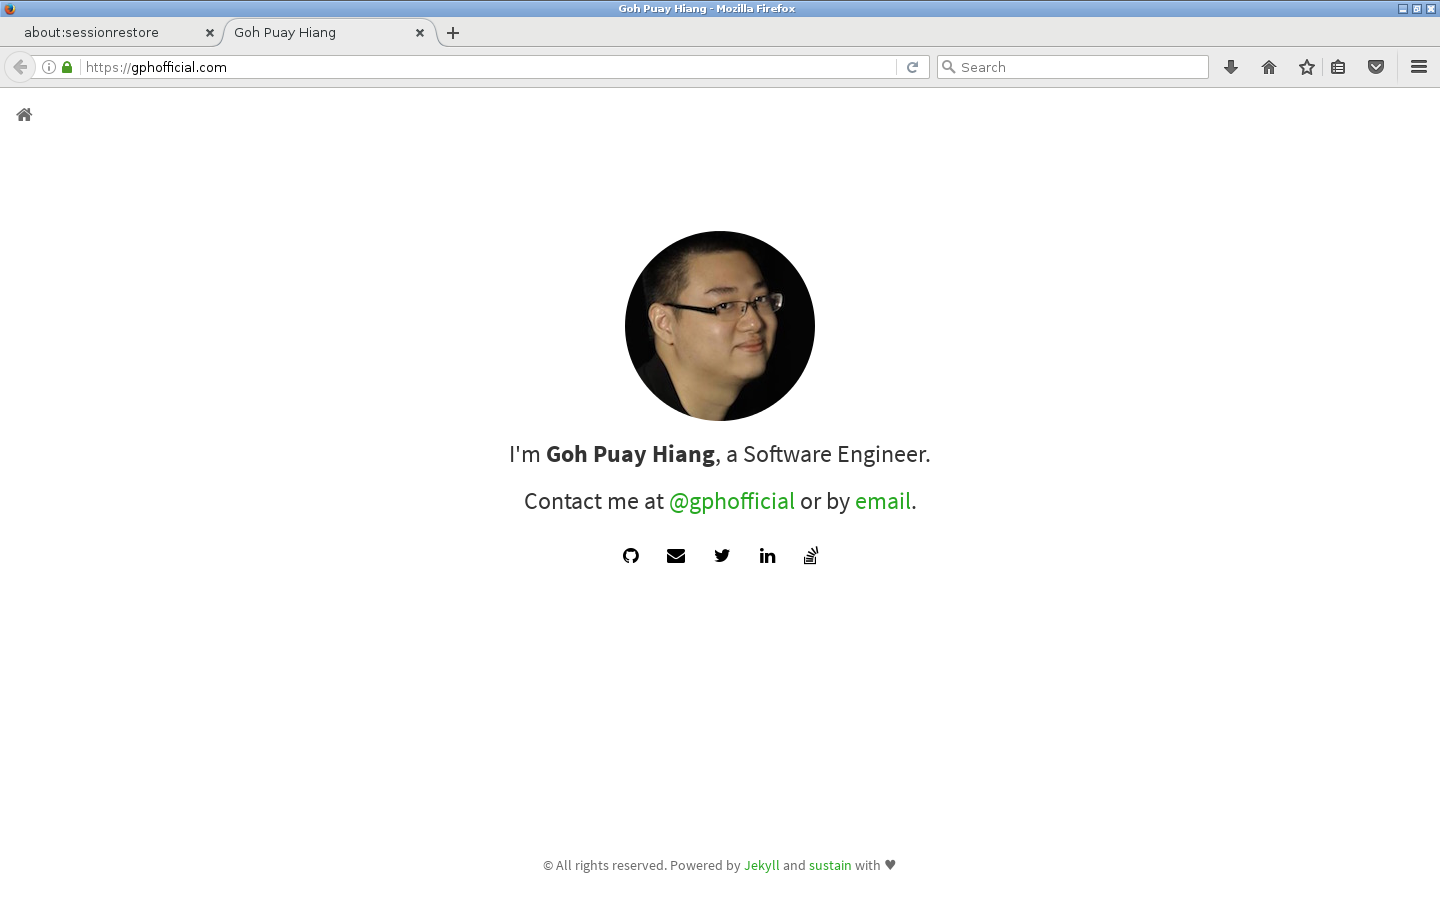 Goh Puay Hiang - Mozilla Firefox
about:sessionrestore
Goh Puay Hiang
https://gphofficial.com
Search
I'm Goh Puay Hiang, a Software Engineer.
Contact me at @gphofficial or by email.
© All rights reserved. Powered by Jekyll and sustain with ♥